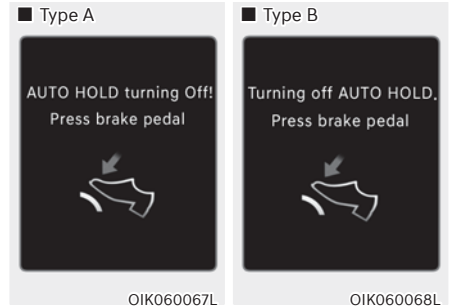 ■ Type A
AUTO HOLD turning Off!
Press brake pedal
OIK060067L
■ Type B
Turning off AUTO HOLD.
Press brake pedal
OIK060068L